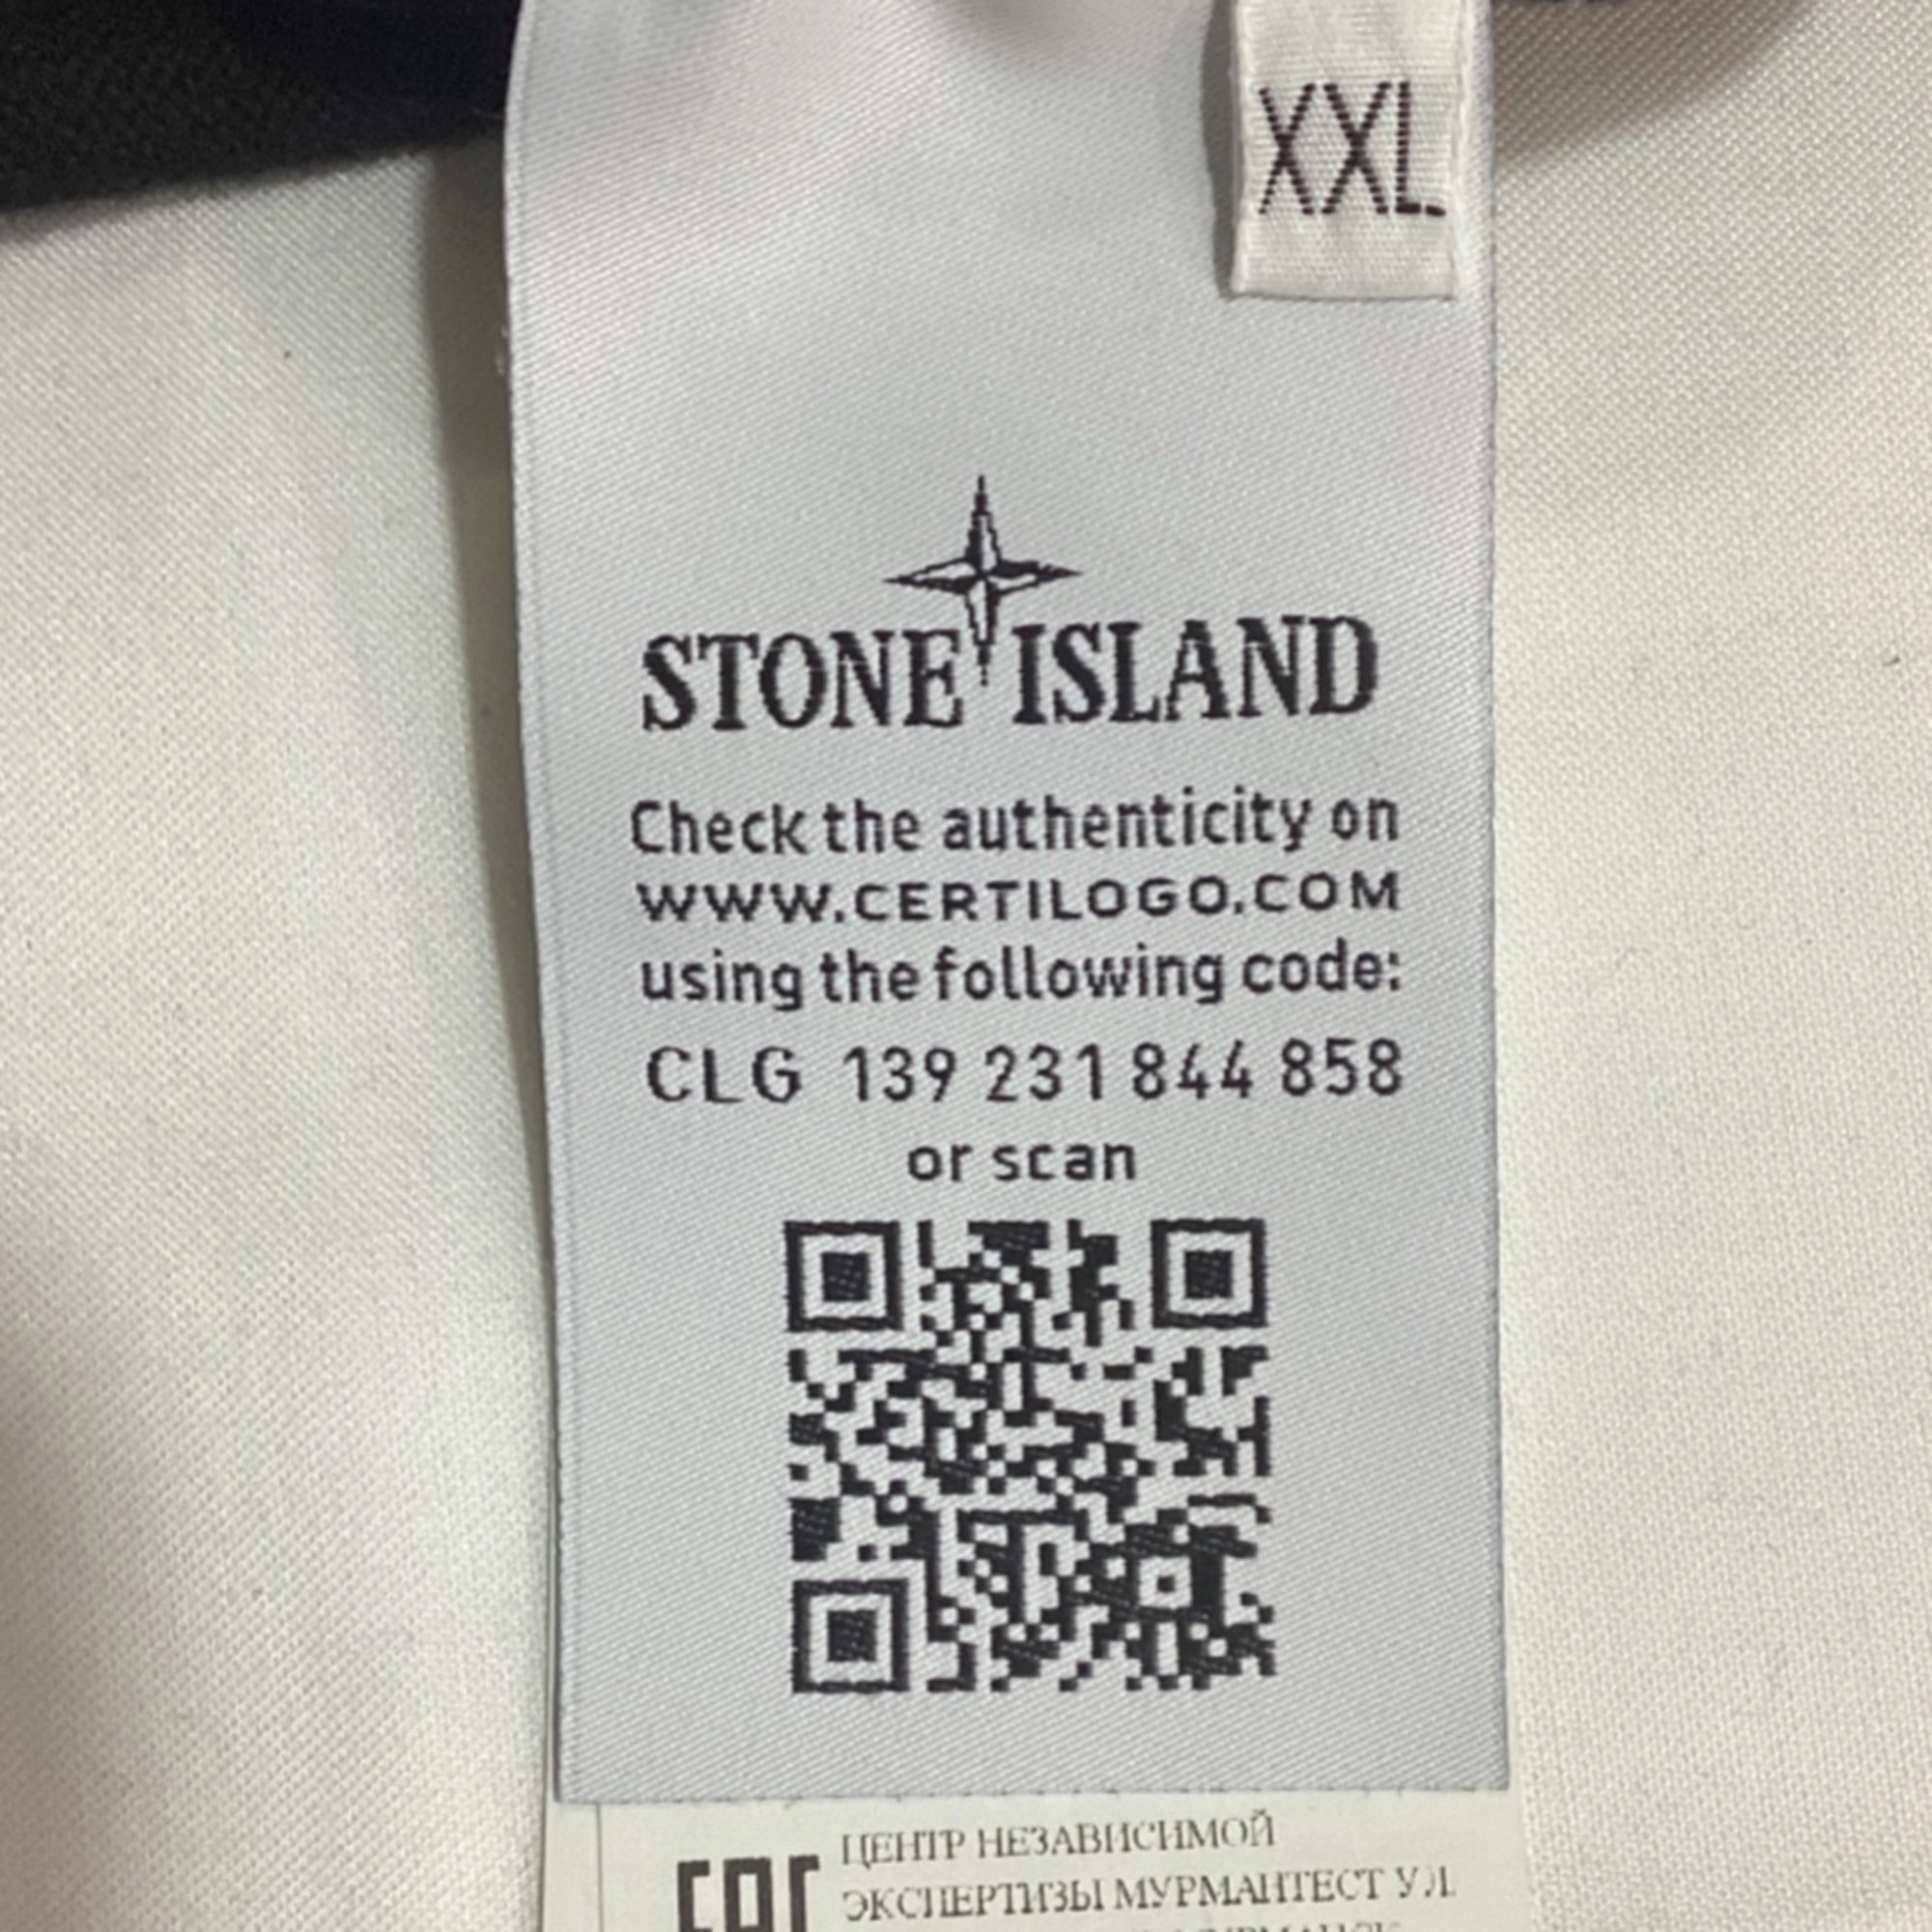 XXL
STONE ISLAND
Check the authenticity on
WWW.CERTILOGO.COM
using the following code:
CLG 139 231 844 858
or scan
EAC ЦЕНТР НЕЗАВИСИМОЙ
ЭКСПЕРТИЗЫ МУРМАНТЕСТ УЛ.